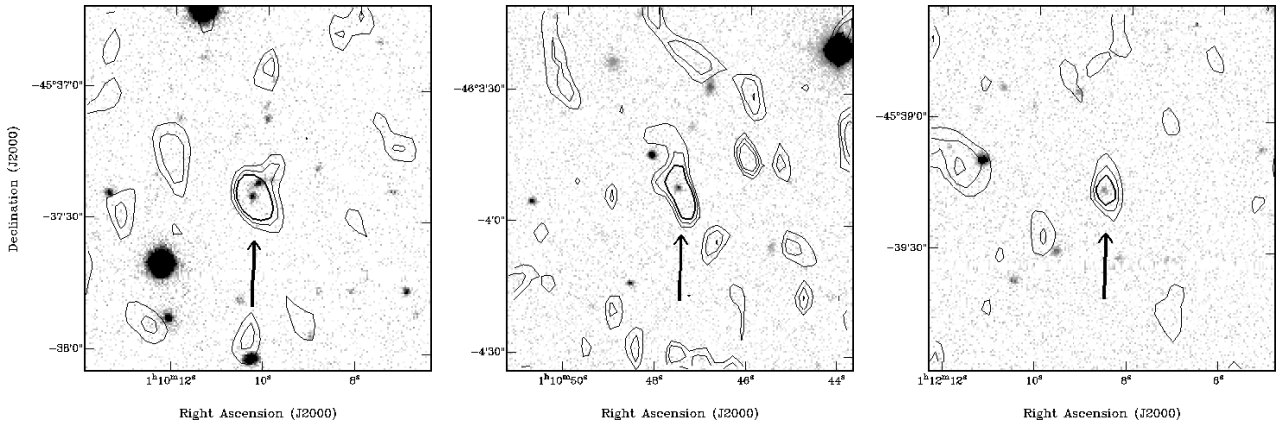 Declination (J2000)
−45°37'0"
−37'30"
−38'0"
1ʰ10ᵐ12ˢ 10ˢ 8ˢ
Right Ascension (J2000)
−46°3'30"
−4'0"
−4'30"
1ʰ10ᵐ50ˢ 48ˢ 46ˢ 44ˢ
Right Ascension (J2000)
−45°39'0"
−39'30"
1ʰ12ᵐ12ˢ 10ˢ 8ˢ 6ˢ
Right Ascension (J2000)